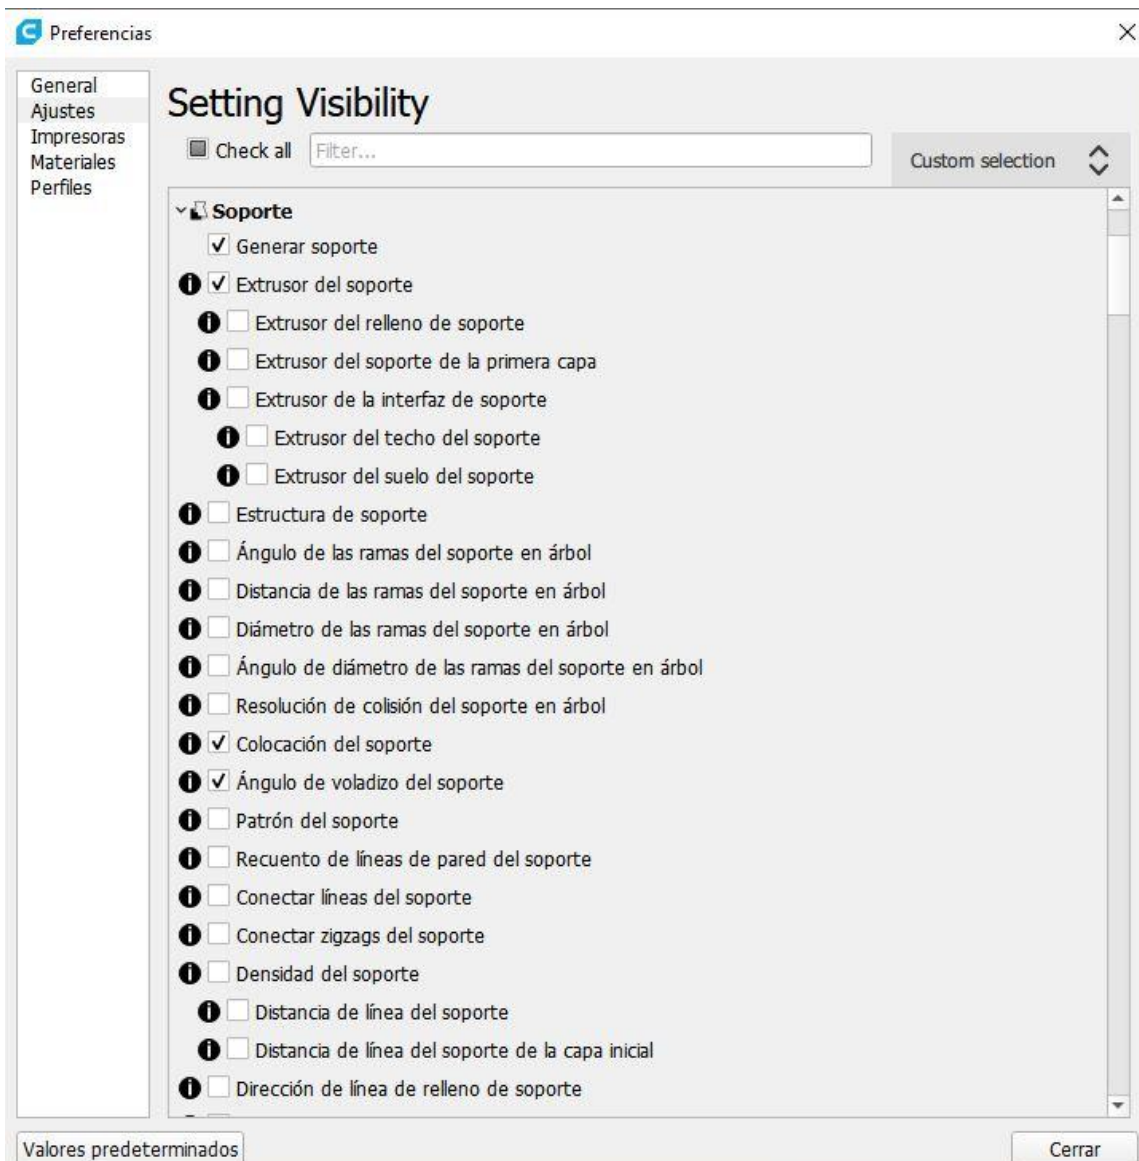 Preferencias
General
Ajustes
Impresoras
Materiales
Perfiles
Setting Visibility
Check all
Filter...
Custom selection
Soporte
Generar soporte
Extrusor del soporte
Extrusor del relleno de soporte
Extrusor del soporte de la primera capa
Extrusor de la interfaz de soporte
Extrusor del techo del soporte
Extrusor del suelo del soporte
Estructura de soporte
Ángulo de las ramas del soporte en árbol
Distancia de las ramas del soporte en árbol
Diámetro de las ramas del soporte en árbol
Ángulo de diámetro de las ramas del soporte en árbol
Resolución de colisión del soporte en árbol
Colocación del soporte
Ángulo de voladizo del soporte
Patrón del soporte
Recuento de líneas de pared del soporte
Conectar líneas del soporte
Conectar zigzags del soporte
Densidad del soporte
Distancia de línea del soporte
Distancia de línea del soporte de la capa inicial
Dirección de línea de relleno de soporte
Valores predeterminados
Cerrar